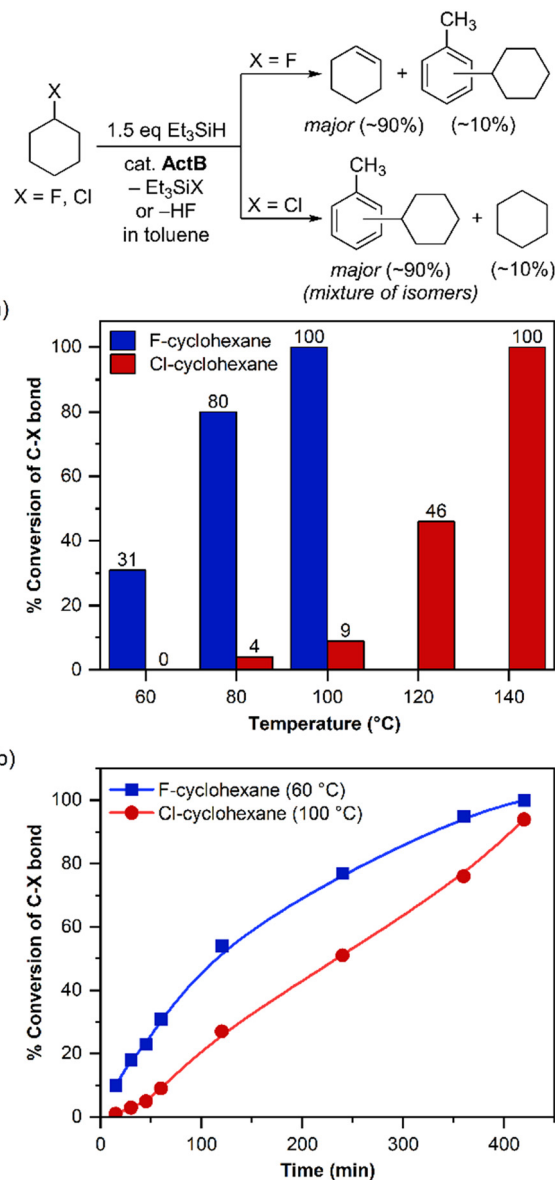 X
X = F, Cl
1.5 eq Et₃SiH
cat. ActB
– Et₃SiX
or –HF
in toluene
X = F
+
CH₃
major (~90%) (~10%)
X = Cl
CH₃
+
major (~90%) (~10%)
(mixture of isomers)
)
F-cyclohexane
Cl-cyclohexane
% Conversion of C-X bond
100
80
60
40
20
0
31
0
80
4
100
9
46
100
60 80 100 120 140
Temperature (°C)
b)
F-cyclohexane (60 °C)
Cl-cyclohexane (100 °C)
% Conversion of C-X bond
100
80
60
40
20
0
0 100 200 300 400
Time (min)